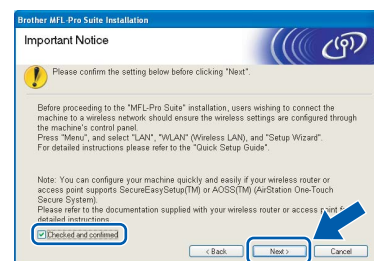 Brother MFL-Pro Suite Installation
Important Notice
Please confirm the setting below before clicking "Next".
Before proceeding to the "MFL-Pro Suite" installation, users wishing to connect the
machine to a wireless network should ensure the wireless settings are configured through
the machine's control panel.
Press "Menu", and select "LAN", "WLAN" (Wireless LAN), and "Setup Wizard".
For detailed instructions please refer to the "Quick Setup Guide".
Note: You can configure your machine quickly and easily if your wireless router or
access point supports SecureEasySetup(TM) or AOSS(TM) (AirStation One-Touch
Secure System).
Please refer to the documentation supplied with your wireless router or access point
detailed instructions
Checked and confirmed
< Back
Next >
Cancel